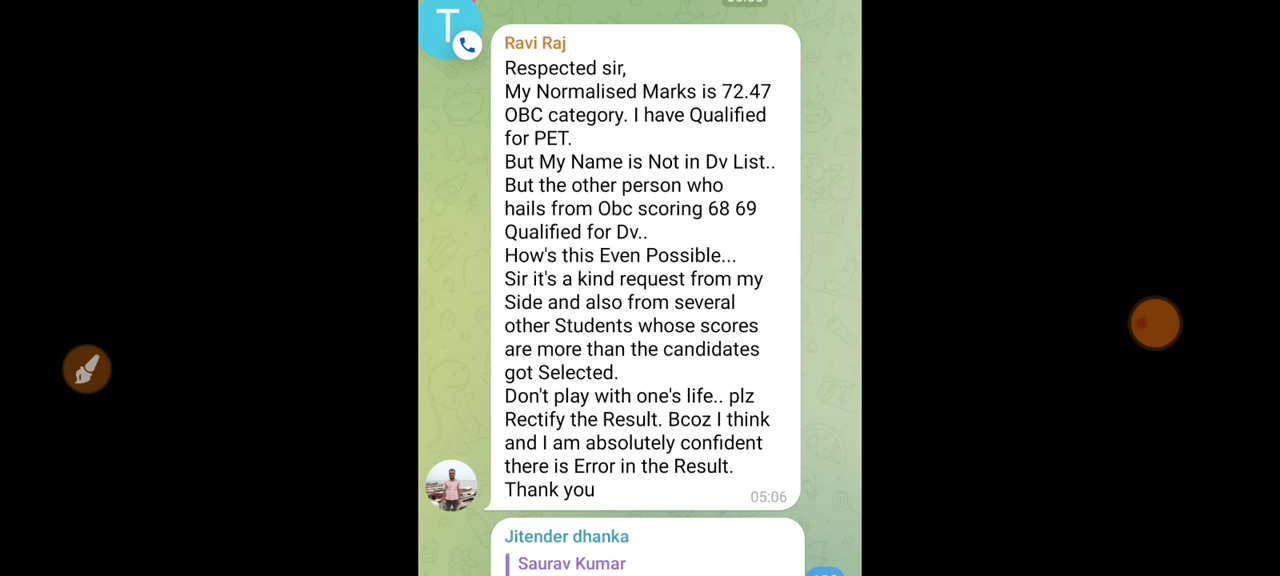 T
Ravi Raj
Respected sir,
My Normalised Marks is 72.47
OBC category. I have Qualified
for PET.
But My Name is Not in Dv List..
But the other person who
hails from Obc scoring 68 69
Qualified for Dv..
How's this Even Possible...
Sir it's a kind request from my
Side and also from several
other Students whose scores
are more than the candidates
got Selected.
Don't play with one's life.. plz
Rectify the Result. Bcoz I think
and I am absolutely confident
there is Error in the Result.
Thank you
05:06
Jitender dhanka
Saurav Kumar